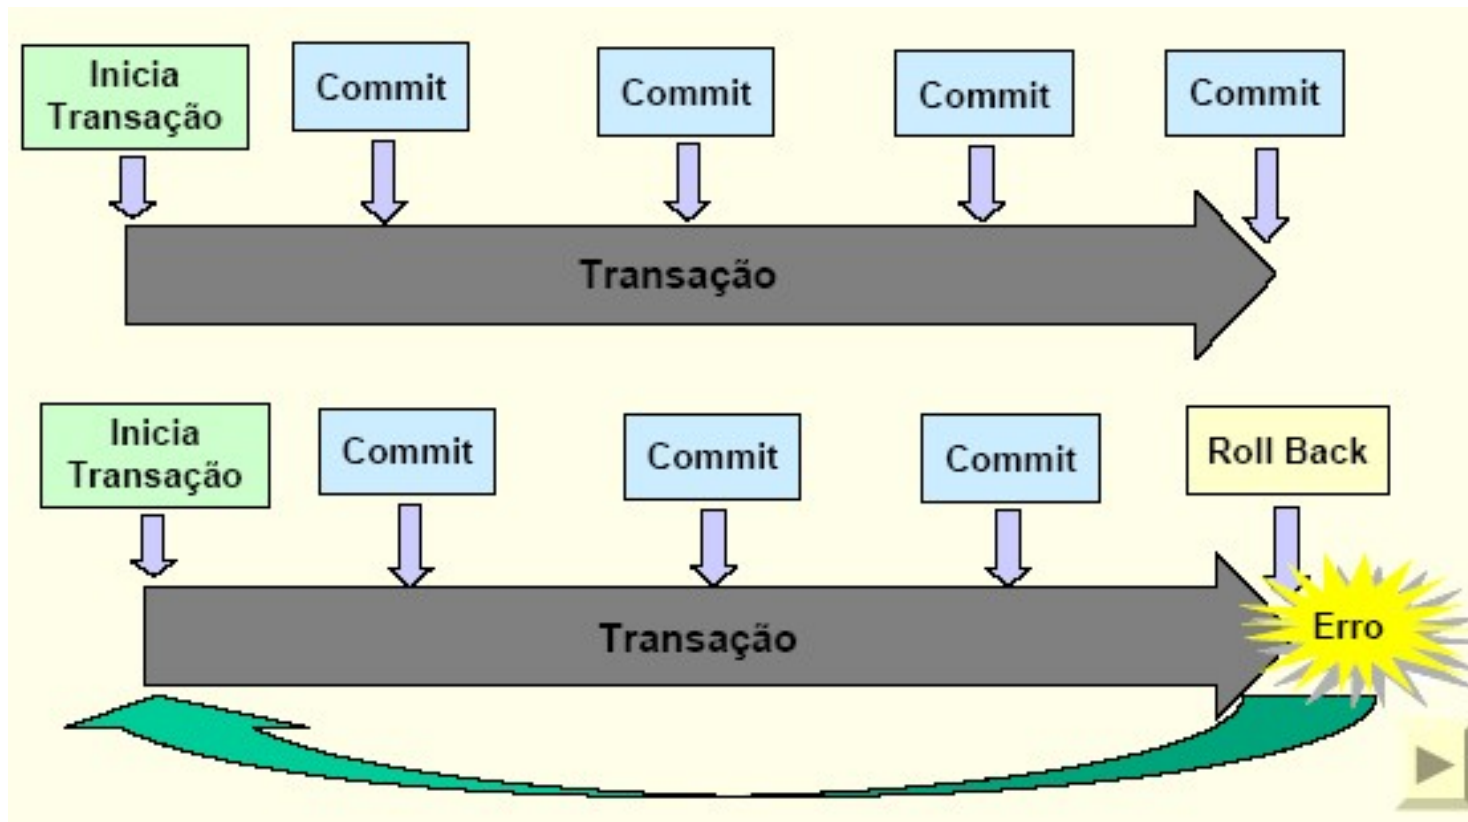 Inicia
Transação
Commit
Commit
Commit
Commit
Transação
Inicia
Transação
Commit
Commit
Commit
Roll Back
Transação
Erro